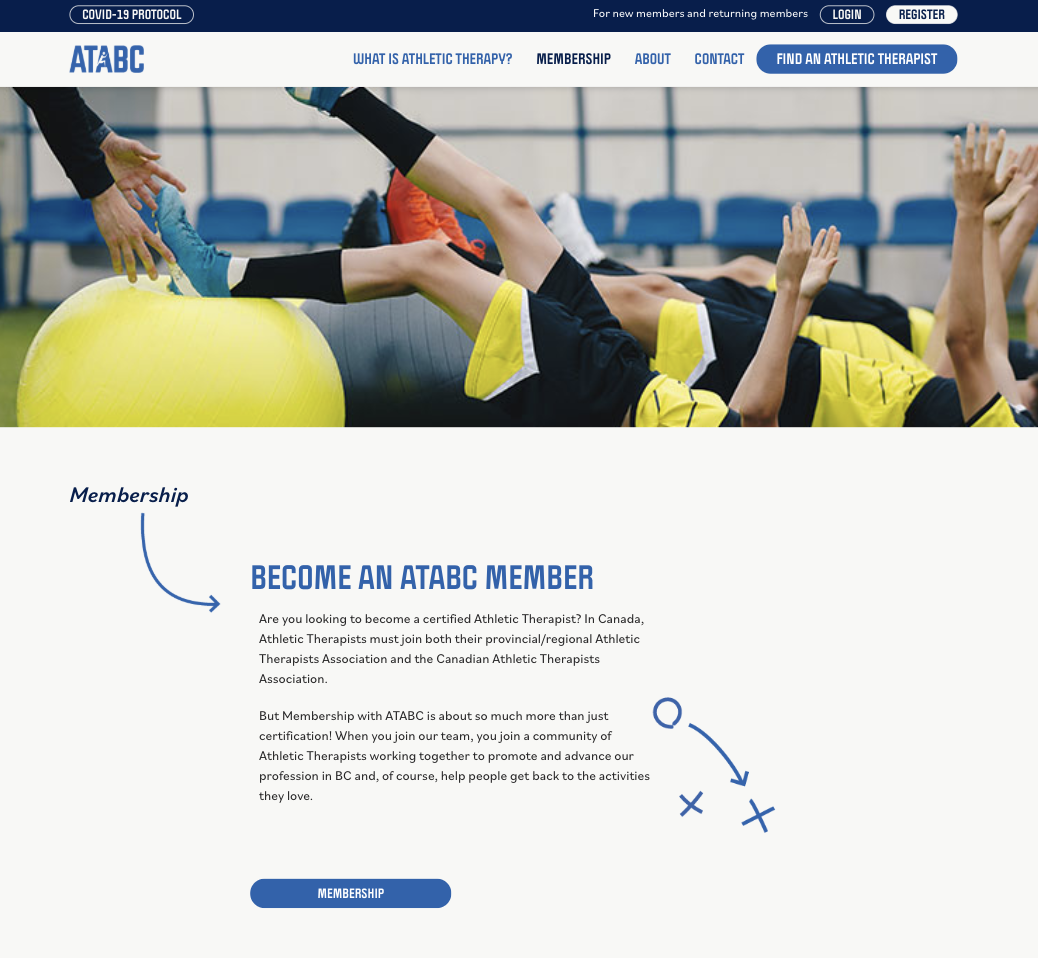 COVID-19 PROTOCOL
For new members and returning members
LOGIN
REGISTER
ATABC
WHAT IS ATHLETIC THERAPY?
MEMBERSHIP
ABOUT
CONTACT
FIND AN ATHLETIC THERAPIST
Membership
BECOME AN ATABC MEMBER
Are you looking to become a certified Athletic Therapist? In Canada,
Athletic Therapists must join both their provincial/regional Athletic
Therapists Association and the Canadian Athletic Therapists
Association.
But Membership with ATABC is about so much more than just
certification! When you join our team, you join a community of
Athletic Therapists working together to promote and advance our
profession in BC and, of course, help people get back to the activities
they love.
MEMBERSHIP